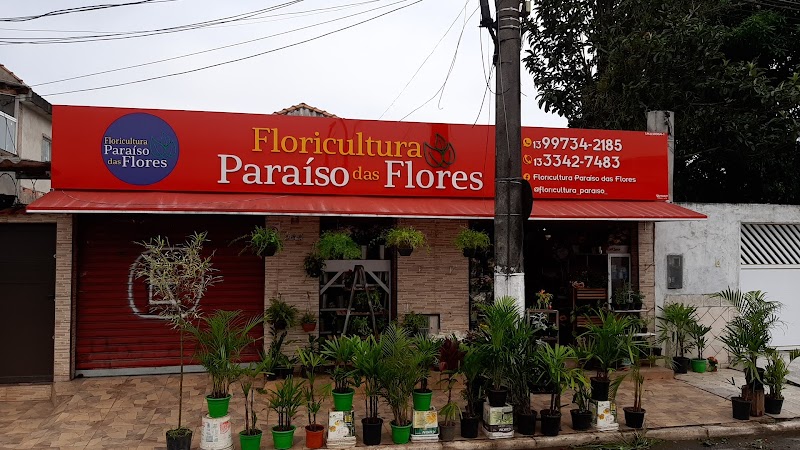 Floricultura
Paraíso
das Flores
Floricultura
Paraíso das Flores
13 99734-2185
13 3342-7483
Floricultura Paraíso das Flores
@floricultura_paraiso_